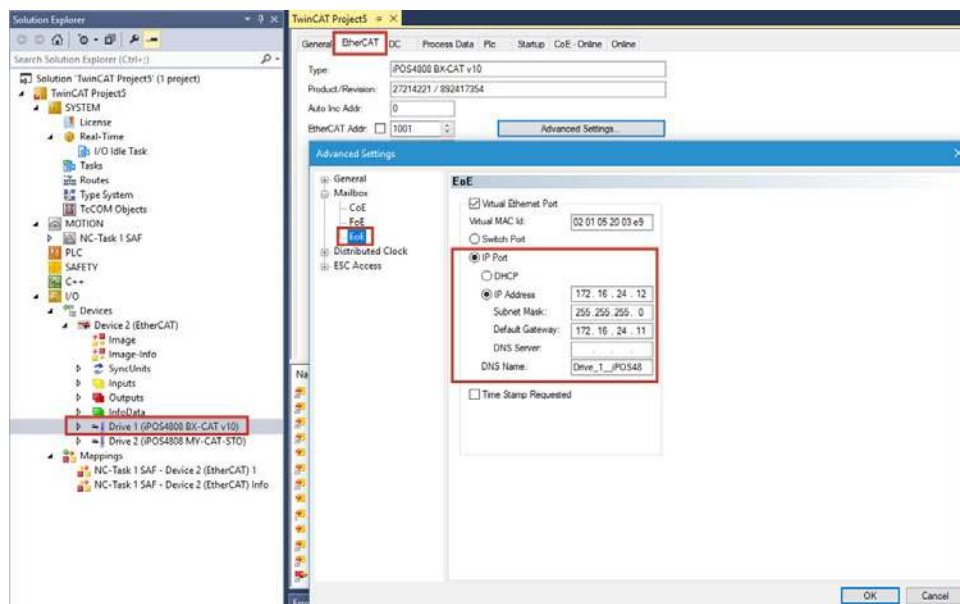 Solution Explorer
Search Solution Explorer (Ctrl+;)
Solution 'TwinCAT Project5' (1 project)
TwinCAT Project5
SYSTEM
License
Real-Time
I/O Idle Task
Tasks
Routes
Type System
TcCOM Objects
MOTION
NC-Task 1 SAF
PLC
SAFETY
C++
I/O
Devices
Device 2 (EtherCAT)
Image
Image-Info
SyncUnits
Inputs
Outputs
InfoData
Drive 1 (iPOS4808 BX-CAT v10)
Drive 2 (iPOS4808 MY-CAT-STO)
Mappings
NC-Task 1 SAF - Device 2 (EtherCAT) 1
NC-Task 1 SAF - Device 2 (EtherCAT) Info
TwinCAT Project5
General EtherCAT DC Process Data Plc Startup CoE - Online Online
Type: iPOS4808 BX-CAT v10
Product/Revision: 27214221 / 892417354
Auto Inc Addr: 0
EtherCAT Addr: 1001 Advanced Settings...
Advanced Settings
General
Mailbox
CoE
FoE
EoE
Distributed Clock
ESC Access
EoE
Virtual Ethernet Port
Virtual MAC Id: 02 01 05 20 03 e9
Switch Port
IP Port
DHCP
IP Address 172 . 16 . 24 . 12
Subnet Mask: 255 . 255 . 255 . 0
Default Gateway: 172 . 16 . 24 . 11
DNS Server:
DNS Name: Drive_1__iPOS48
Time Stamp Requested
Na
OK Cancel